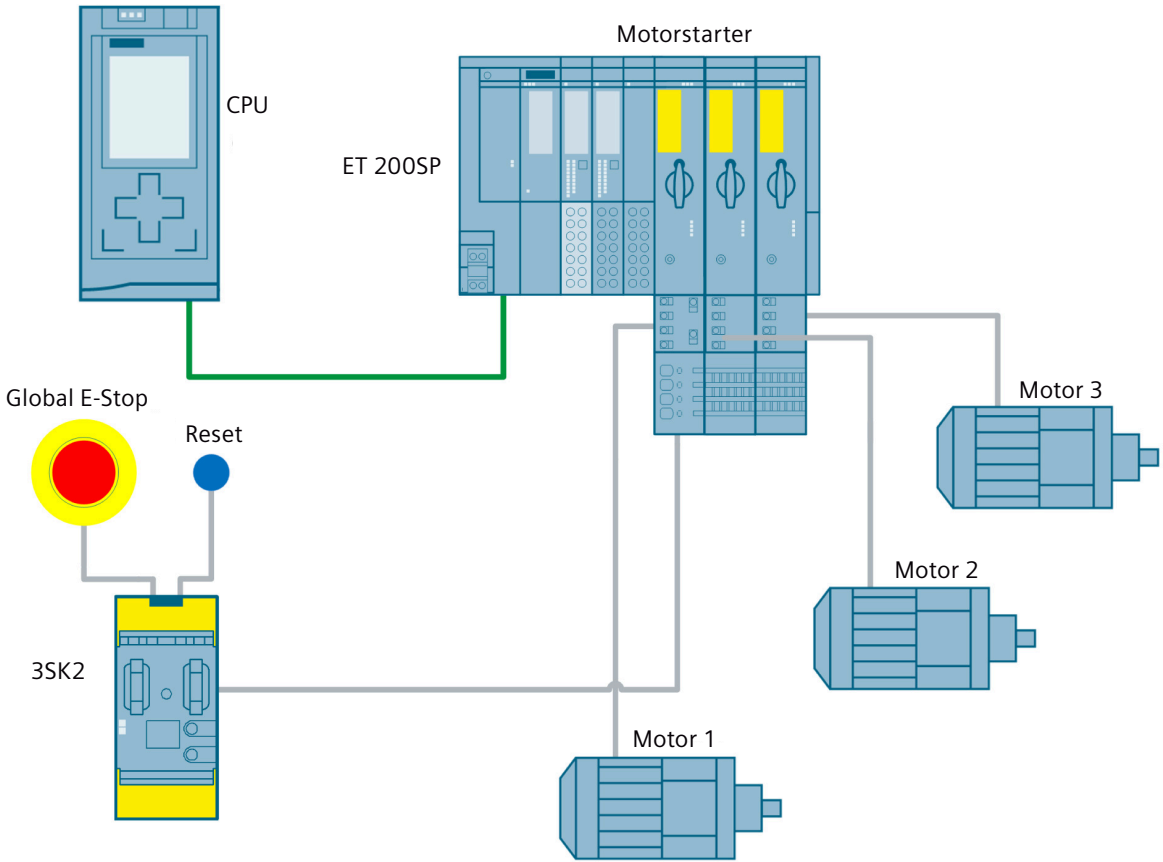 Motorstarter
CPU
ET 200SP
Global E-Stop
Reset
Motor 3
Motor 2
3SK2
Motor 1